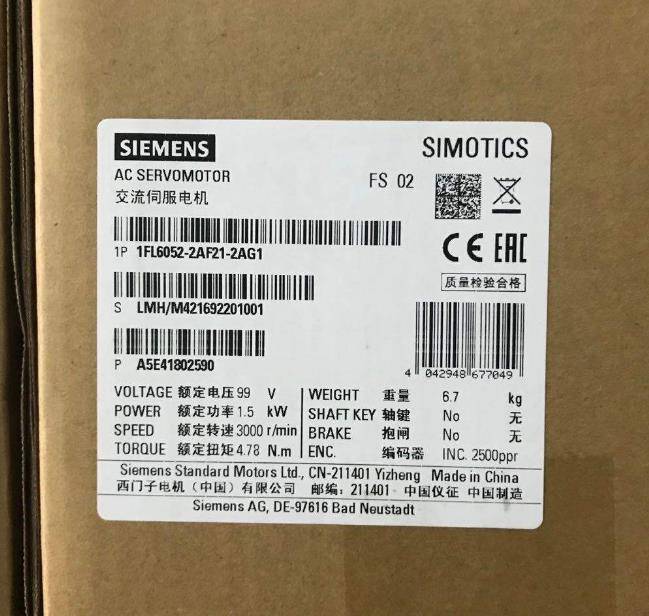 SIEMENS
SIMOTICS
AC SERVOMOTOR
FS 02
交流伺服电机
1P 1FL6052-2AF21-2AG1
CE EAC
S LMH/M421692201001
质量检验合格
P A5E41802590
4 042948 677049
VOLTAGE 额定电压 99 V
POWER 额定功率 1.5 kW
SPEED 额定转速 3000 r/min
TORQUE 额定扭矩 4.78 N.m
WEIGHT 重量 6.7 kg
SHAFT KEY 轴键 No 无
BRAKE 抱闸 No 无
ENC. 编码器 INC. 2500ppr
Siemens Standard Motors Ltd., CN-211401 Yizheng Made in China
西门子电机（中国）有限公司 邮编: 211401 中国仪征 中国制造
Siemens AG, DE-97616 Bad Neustadt